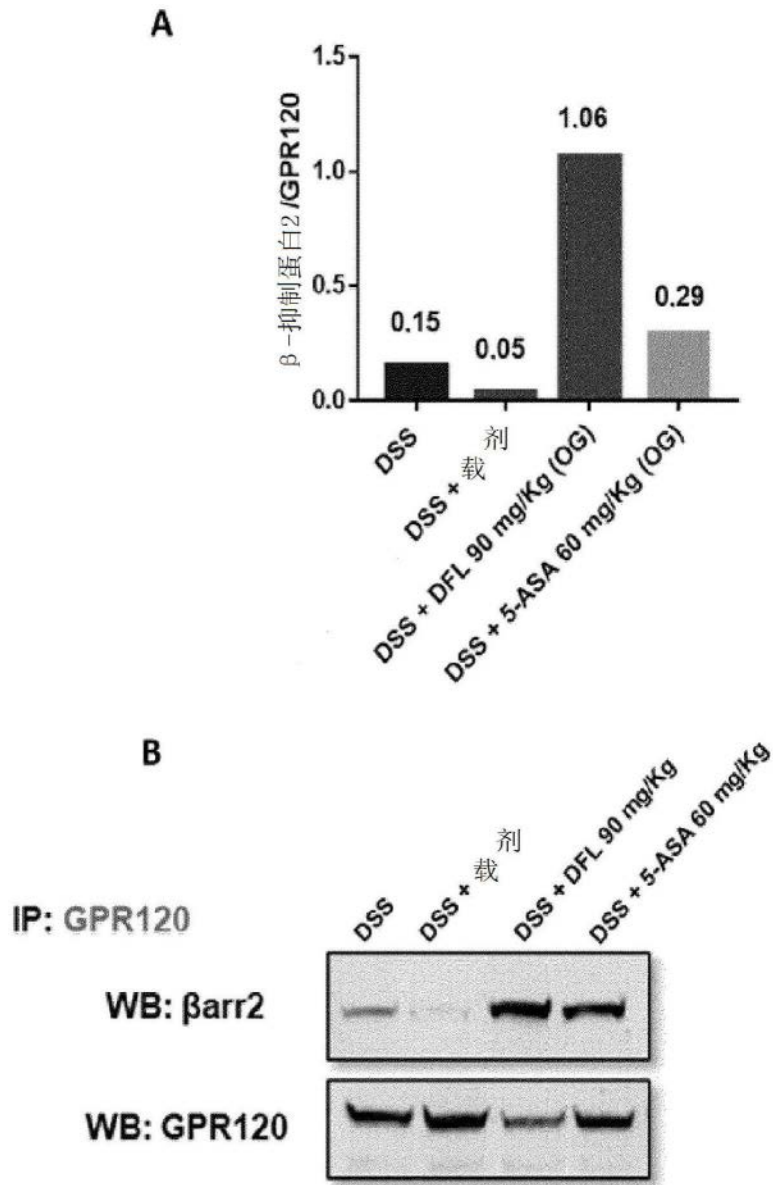 A
1.5
1.0
0.5
0.0
β-抑制蛋白2/GPR120
0.15
0.05
1.06
0.29
DSS
DSS + 载剂
DSS + DFL 90 mg/Kg (OG)
DSS + 5-ASA 60 mg/Kg (OG)
B
DSS
DSS + 载剂
DSS + DFL 90 mg/Kg
DSS + 5-ASA 60 mg/Kg
IP: GPR120
WB: βarr2
WB: GPR120